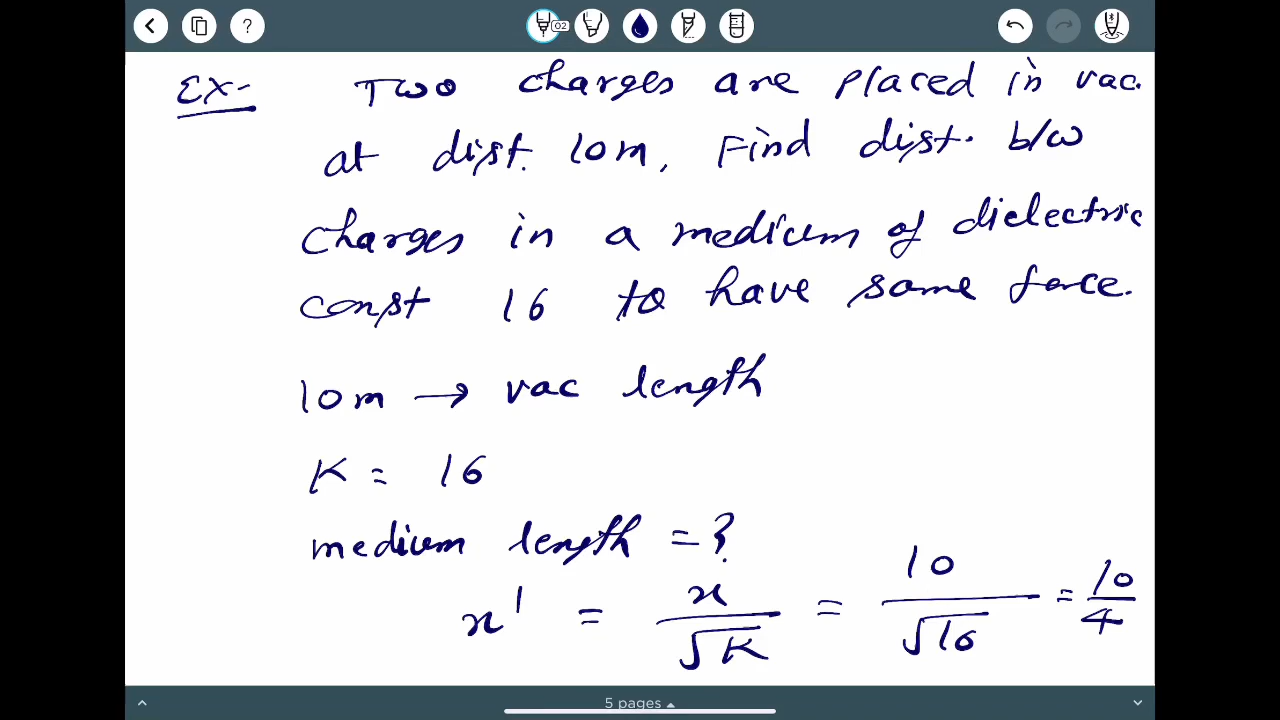 ?
O2
Ex:-  Two charges are placed in vac.
at dist. 10m, Find dist. b/w
charges in a medium of dielectric
const 16 to have same force.
10m → vac length
K = 16
medium length = ?
x' = x/√K = 10/√16 = 10/4
5 pages